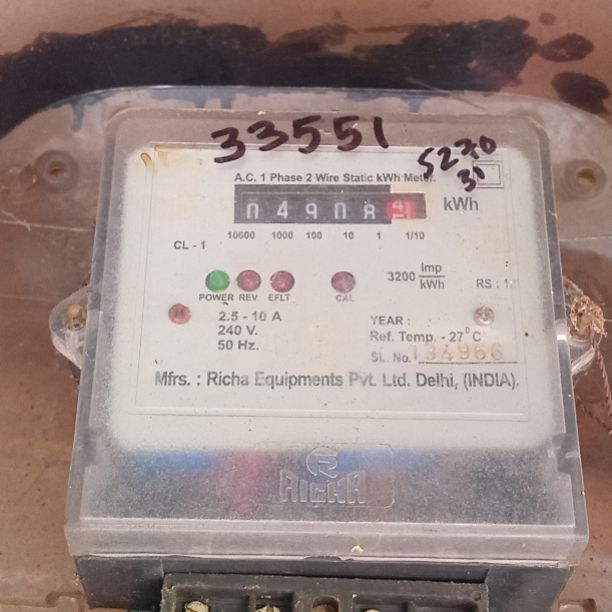 33551
5270
31
A.C. 1 Phase 2 Wire Static kWh Meter.
04908 kWh
10000 1000 100 10 1 1/10
CL - 1
3200 Imp
kWh
RS : 1
POWER REV. EFLT CAL
2.5 - 10 A
240 V.
50 Hz.
YEAR :
Ref. Temp. - 27°C
SL. No. 134966
Mfrs. : Richa Equipments Pvt. Ltd. Delhi, (INDIA).
R
RICHA